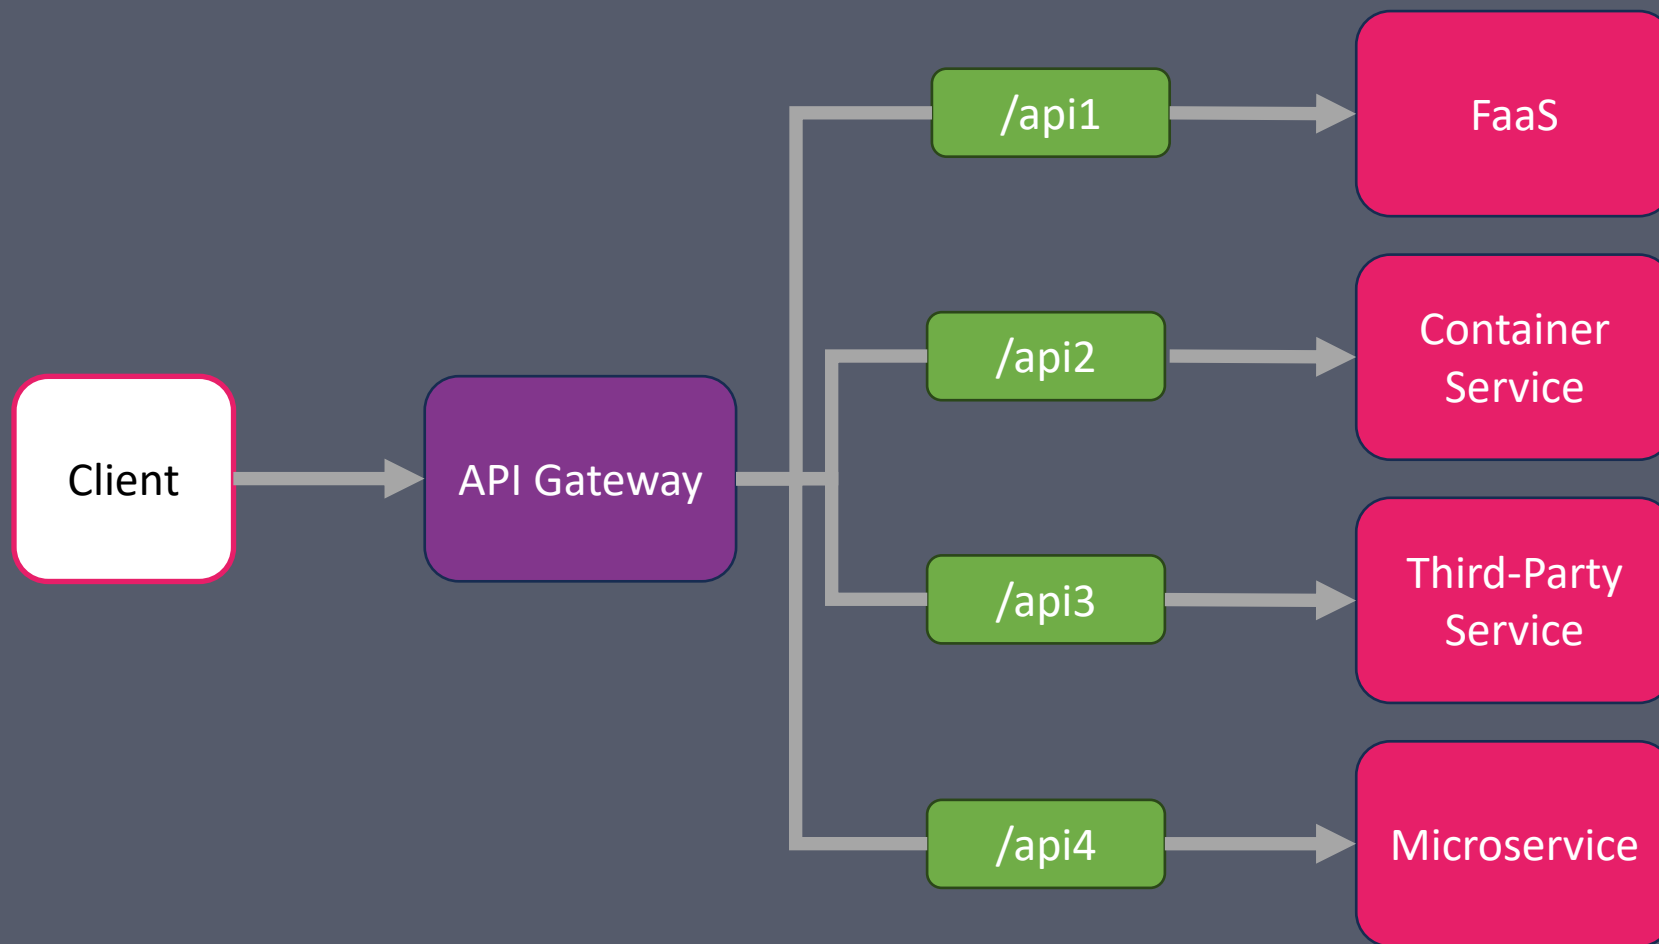 /api1
FaaS
/api2
Container
Service
Client
API Gateway
/api3
Third-Party
Service
/api4
Microservice